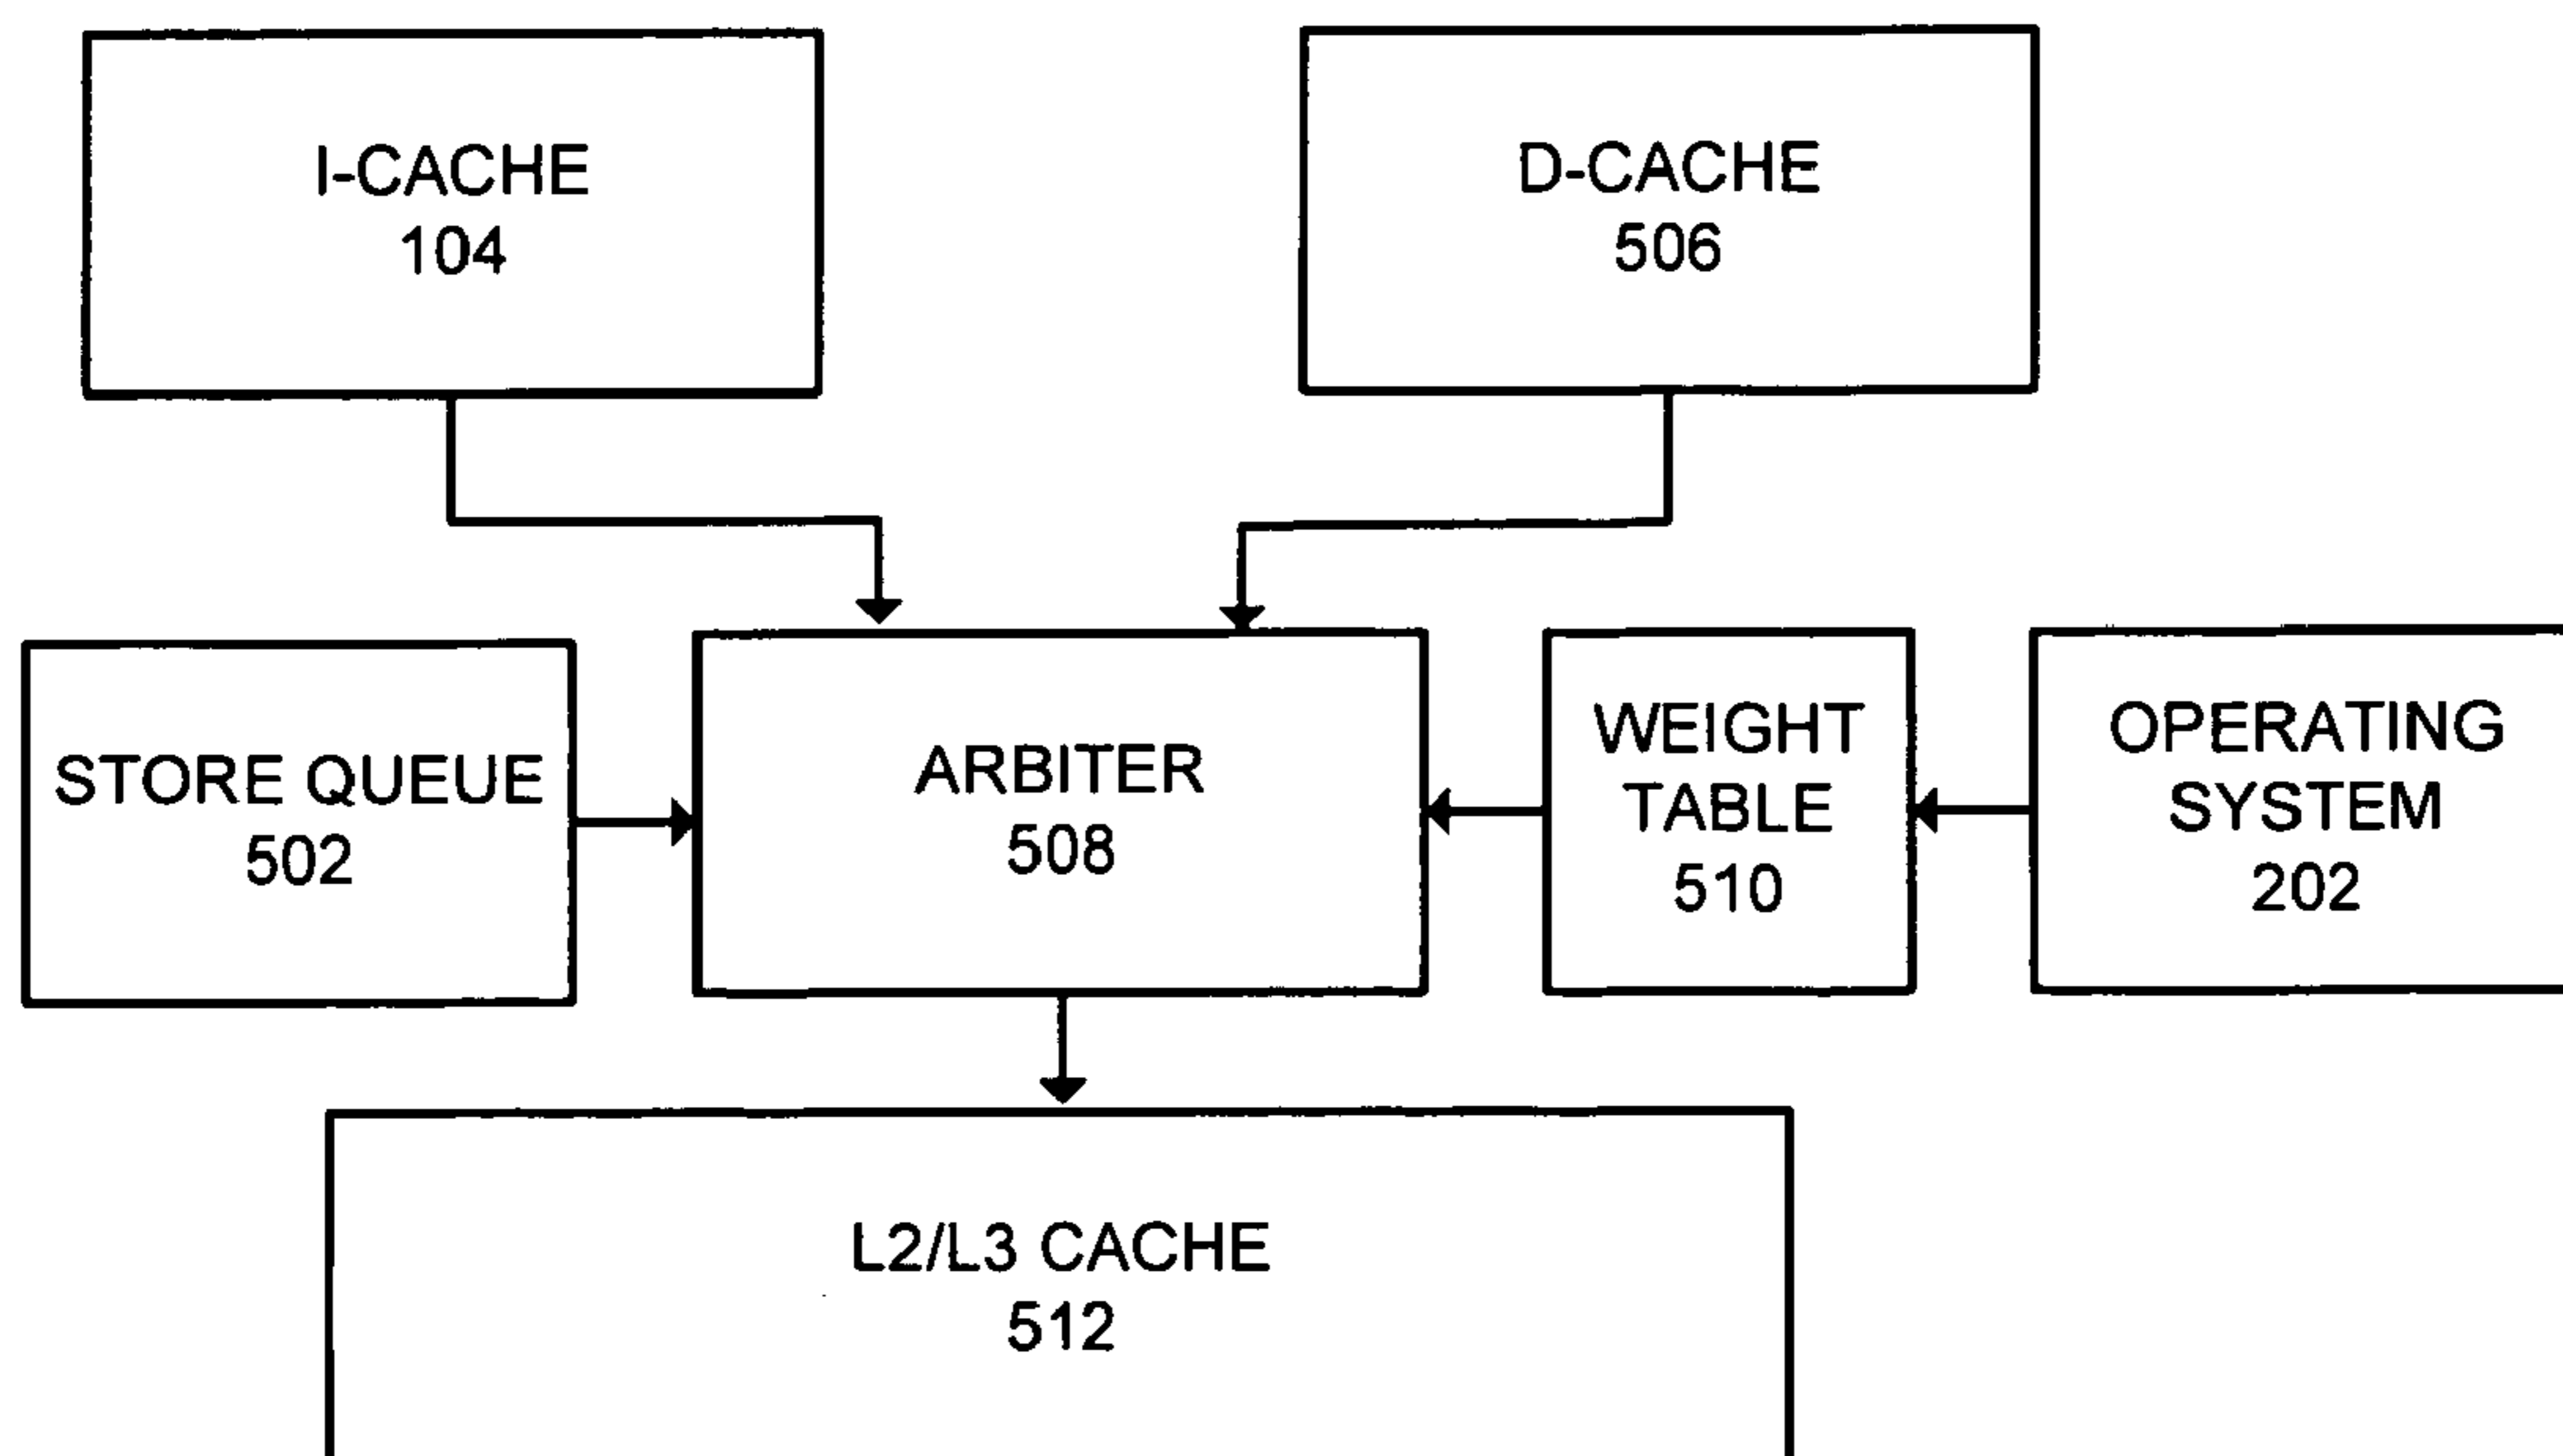 I-CACHE
104
D-CACHE
506
STORE QUEUE
502
ARBITER
508
WEIGHT
TABLE
510
OPERATING
SYSTEM
202
L2/L3 CACHE
512